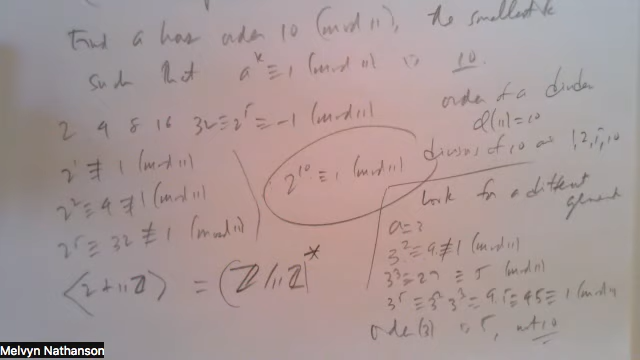 Find a has order 10 (mod 11), the smallest k
such that a^k ≡ 1 (mod 11) is 10.
2 4 8 16 32 ≡ 2^5 ≡ -1 (mod 11)
2^1 ≢ 1 (mod 11)
2^2 ≡ 4 ≢ 1 (mod 11)
2^5 ≡ 32 ≢ 1 (mod 11)
⟨2 + 11ℤ⟩ = (ℤ/11ℤ)^*
2^10 ≡ 1 (mod 11)
order of a divides
φ(11) = 10
divisors of 10 are 1, 2, 5, 10
look for a different
generator
a = 3
3^2 ≡ 9 ≢ 1 (mod 11)
3^3 = 27 ≡ 5 (mod 11)
3^5 ≡ 3^2 3^3 ≡ 9·5 ≡ 45 ≡ 1 (mod 11)
order(3) is 5, not 10
Melvyn Nathanson